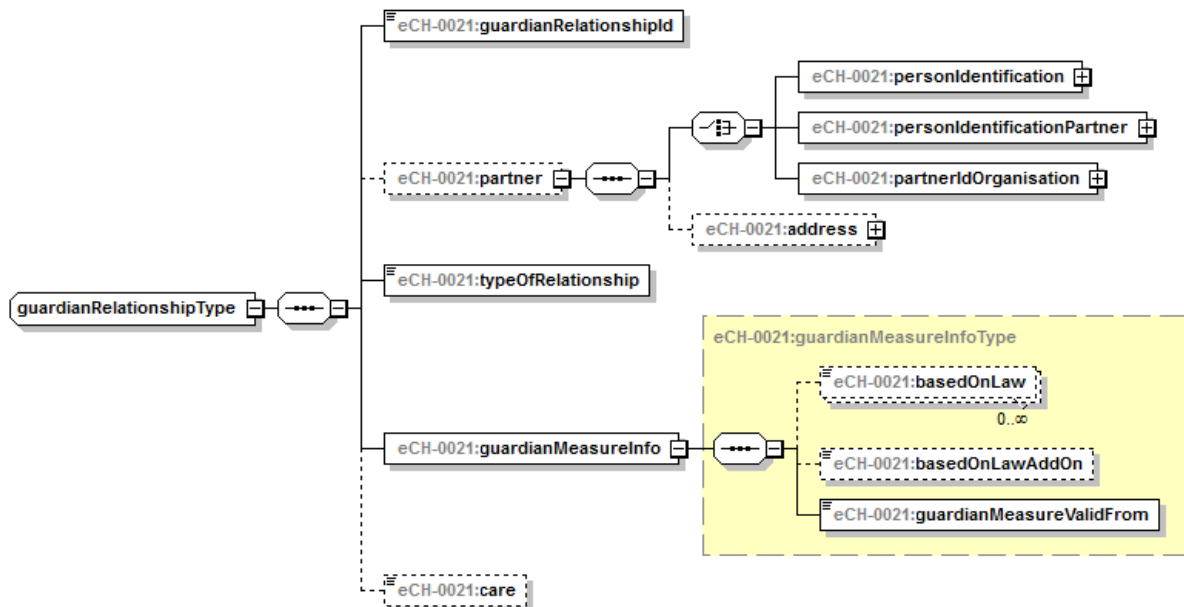 eCH-0021:guardianRelationshipId
eCH-0021:personIdentification
eCH-0021:personIdentificationPartner
eCH-0021:partner
eCH-0021:partnerIdOrganisation
eCH-0021:address
eCH-0021:typeOfRelationship
guardianRelationshipType
eCH-0021:guardianMeasureInfoType
eCH-0021:basedOnLaw
0..∞
eCH-0021:guardianMeasureInfo
eCH-0021:basedOnLawAddOn
eCH-0021:guardianMeasureValidFrom
eCH-0021:care